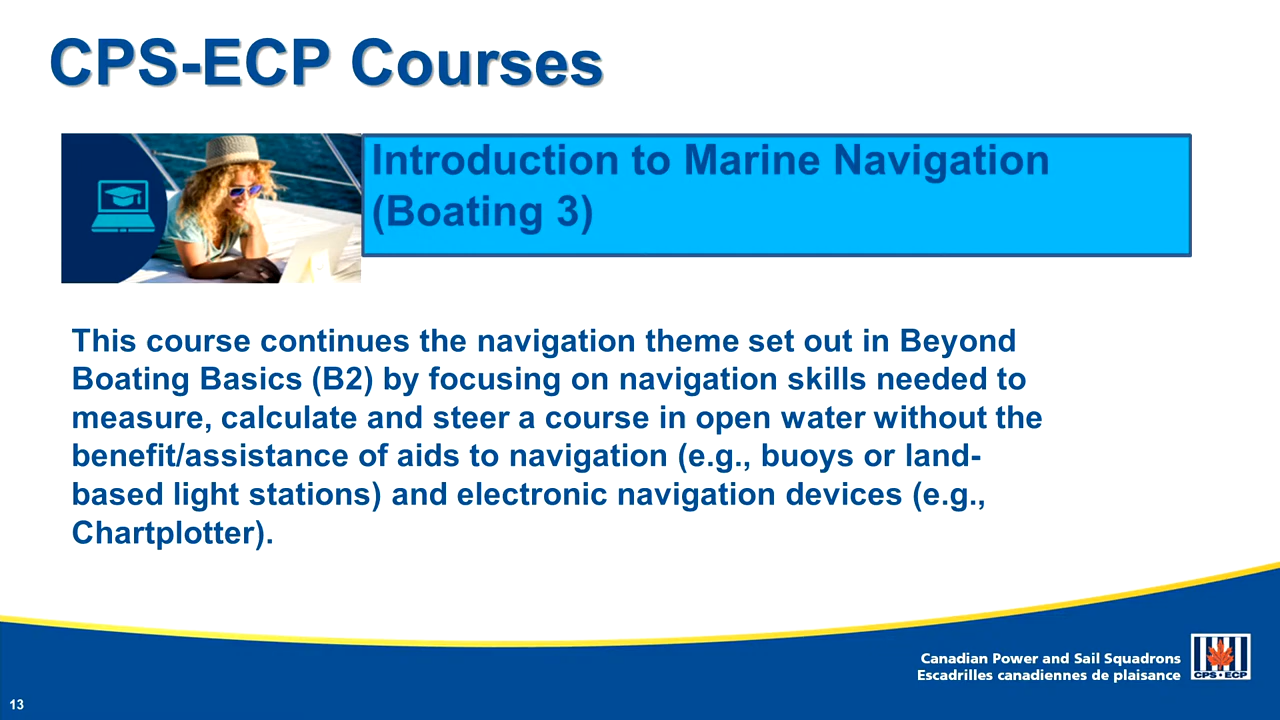 CPS-ECP Courses
Introduction to Marine Navigation
(Boating 3)
This course continues the navigation theme set out in Beyond
Boating Basics (B2) by focusing on navigation skills needed to
measure, calculate and steer a course in open water without the
benefit/assistance of aids to navigation (e.g., buoys or land-
based light stations) and electronic navigation devices (e.g.,
Chartplotter).
Canadian Power and Sail Squadrons
Escadrilles canadiennes de plaisance
CPS•ECP
13